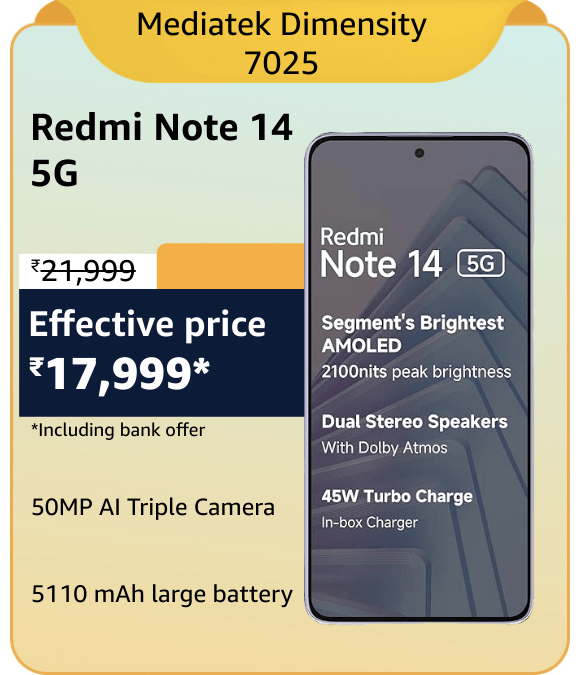 Mediatek Dimensity
7025
Redmi Note 14
5G
₹21,999
Effective price
₹17,999*
*Including bank offer
50MP AI Triple Camera
5110 mAh large battery
Redmi
Note 14 5G
Segment's Brightest
AMOLED
2100nits peak brightness
Dual Stereo Speakers
With Dolby Atmos
45W Turbo Charge
In-box Charger